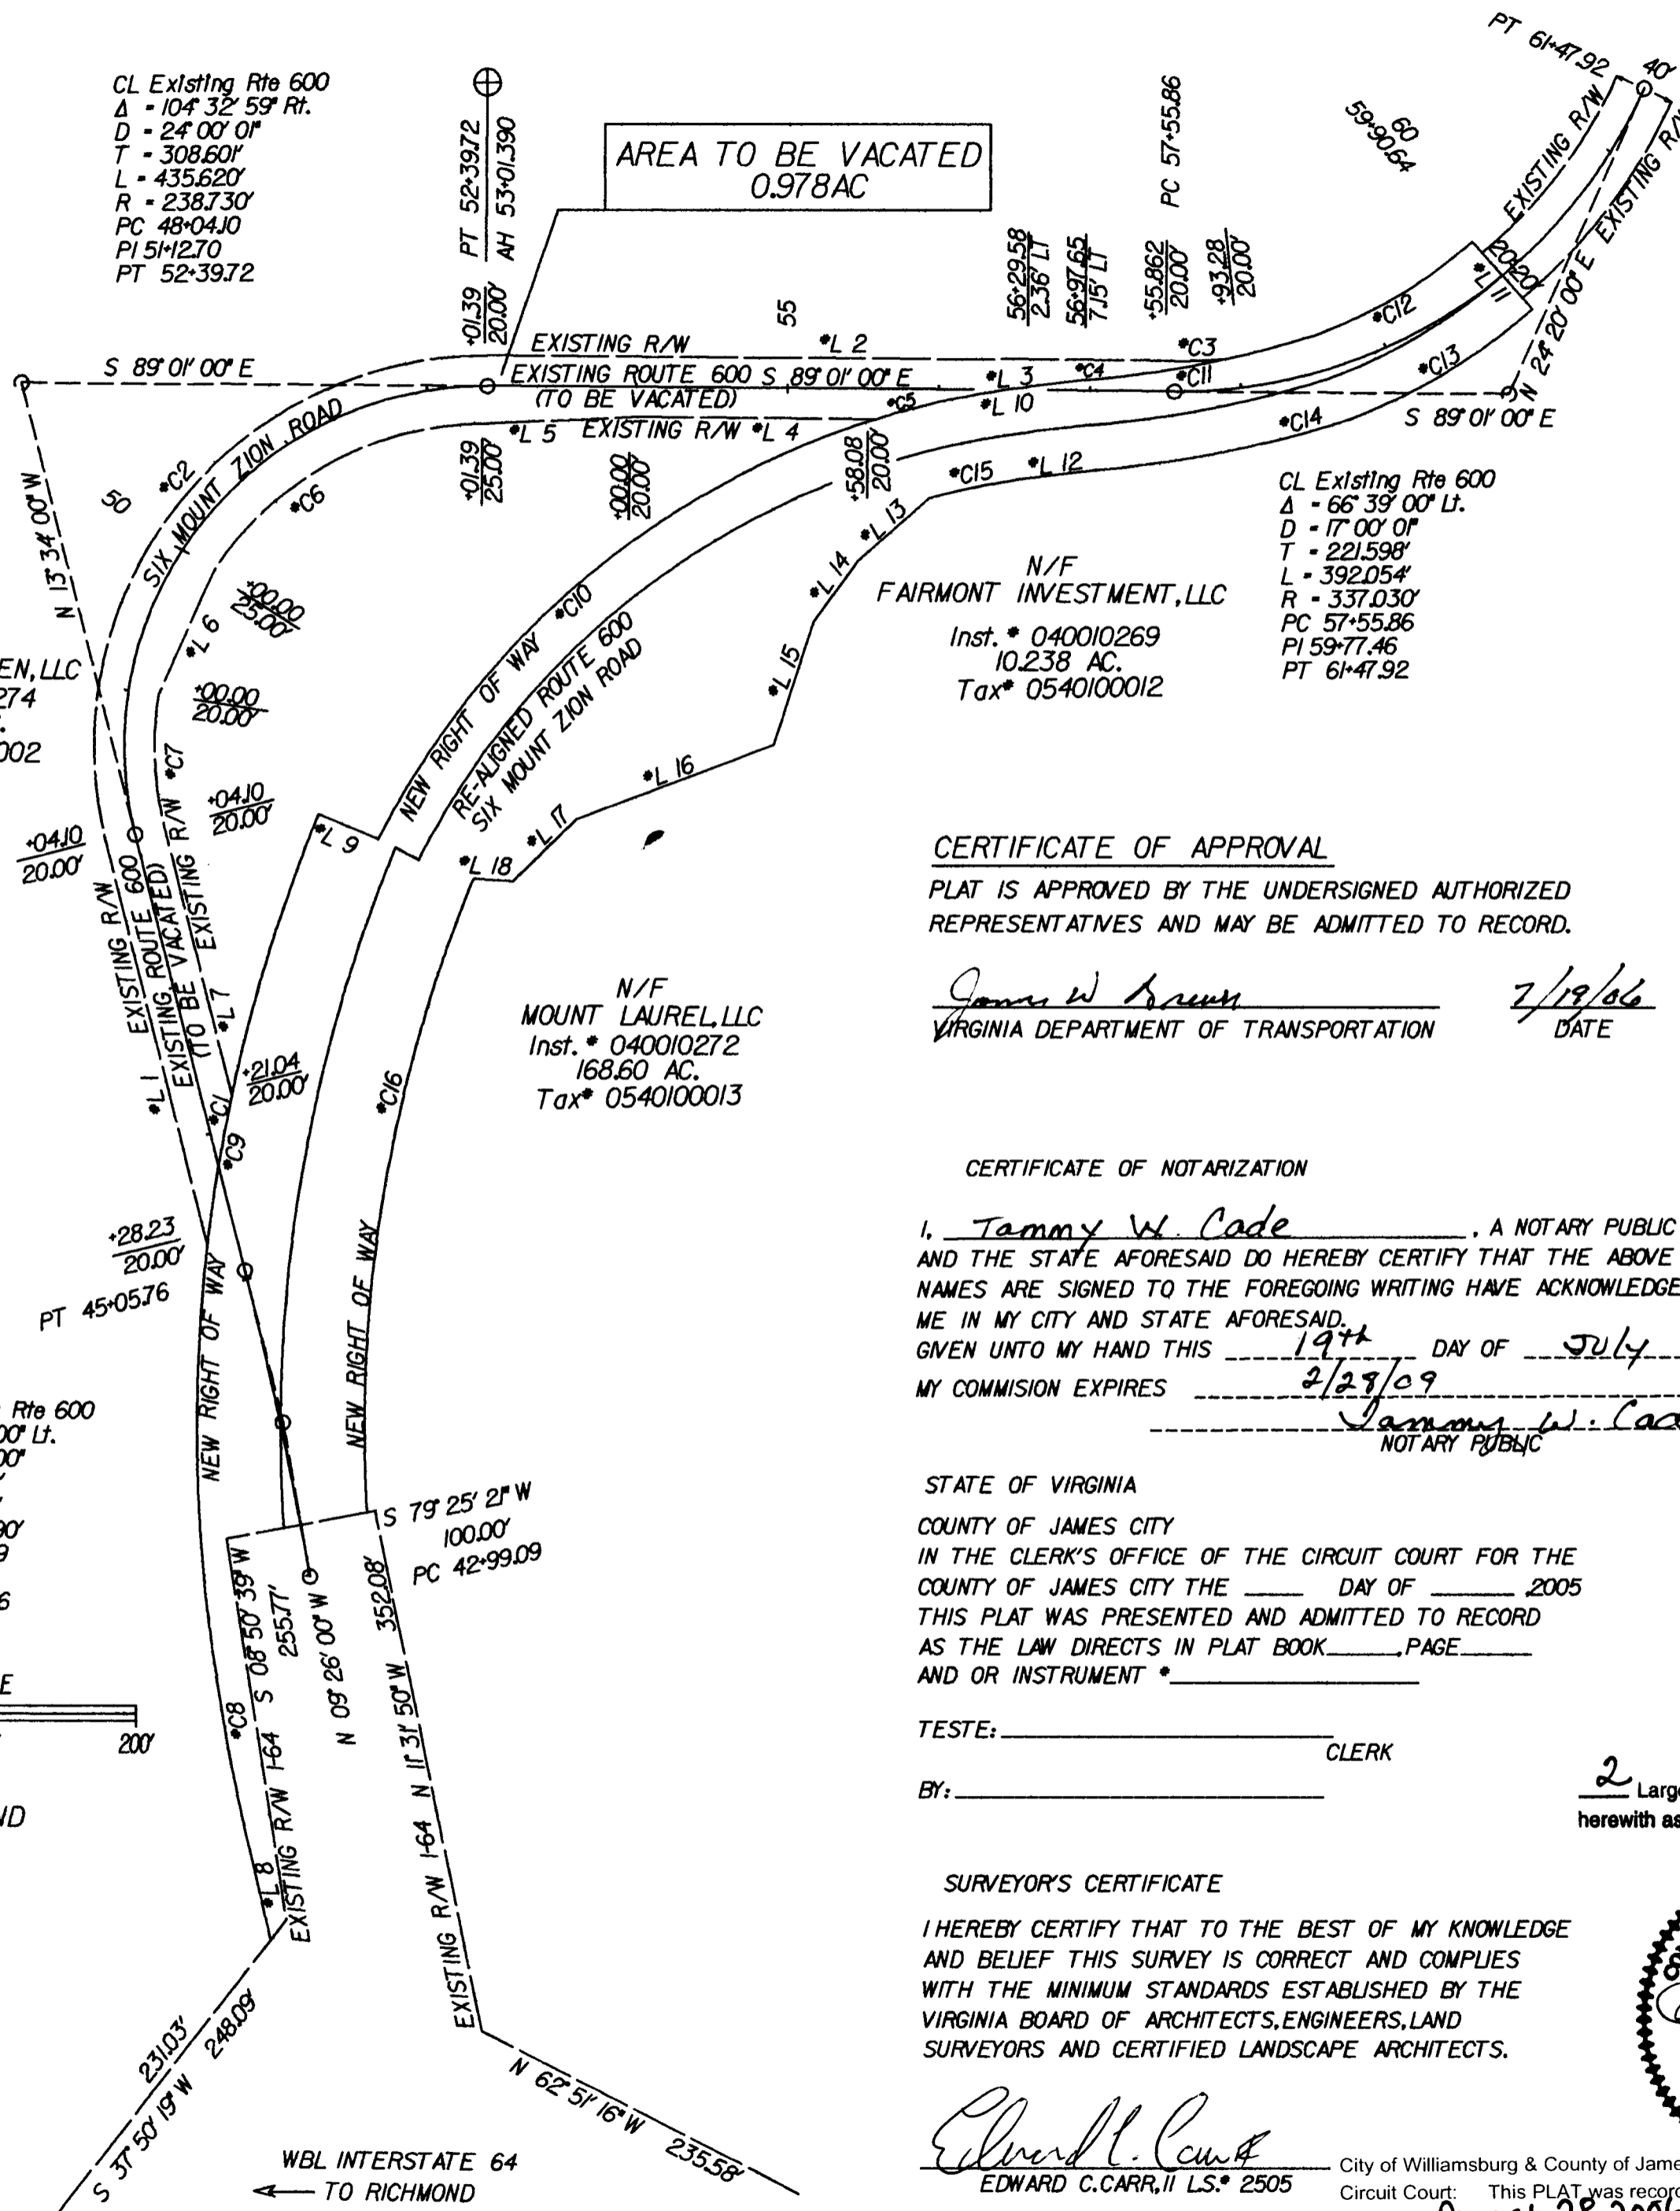 CL Existing Rte 600
Δ = 104° 32' 59" Rt.
D = 24° 00' 01"
T = 308.601'
L = 435.620'
R = 238.730'
PC 48+04.10
PI 51+12.70
PT 52+39.72
PT 52+39.72
AH 53+01.390
AREA TO BE VACATED
0.978AC
PC 57+55.86
59+90.64
60
PT 61+47.92
40'
EXISTING R/W
EXISTING R/W
20'
20'
*L 11
N 24° 20' 00" E
+01.39
20.00'
55
56+29.58
2.36' LT
56+97.65
7.15' LT
+55.862
20.00'
+93.28
20.00'
*C12
*C13
S 89° 01' 00" E
EXISTING R/W
*L 2
*C3
EXISTING ROUTE 600 S 89° 01' 00" E
*L 3
*C4
*C11
(TO BE VACATED)
*C5
*L 10
*L 5 EXISTING R/W *L 4
*C14
S 89° 01' 00" E
SIX MOUNT ZION ROAD
*C2
50
*C6
N 13° 34' 00" W
+01.39
25.00'
+00.00
20.00'
+58.08
20.00'
*C15
*L 12
*L 13
*L 14
*L 15
*L 16
*L 17
*L 18
CL Existing Rte 600
Δ = 66° 39' 00" Lt.
D = 17° 00' 01"
T = 221.598'
L = 392.054'
R = 337.030'
PC 57+55.86
PI 59+77.46
PT 61+47.92
N/F
FAIRMONT INVESTMENT, LLC
Inst. # 040010269
10.238 AC.
Tax# 0540100012
+00.00
25.00'
*L 6
EN, LLC
274
002
+00.00
20.00'
*C7
+04.10
20.00'
+04.10
20.00'
*L 9
NEW RIGHT OF WAY *C10
RE-ALIGNED ROUTE 600
SIX MOUNT ZION ROAD
EXISTING R/W
EXISTING ROUTE 600
(TO BE VACATED)
EXISTING R/W
*L 7
*L 1
*C1
*C9
+21.04
20.00'
*C16
N/F
MOUNT LAUREL, LLC
Inst. # 040010272
168.60 AC.
Tax# 0540100013
CERTIFICATE OF APPROVAL
PLAT IS APPROVED BY THE UNDERSIGNED AUTHORIZED
REPRESENTATIVES AND MAY BE ADMITTED TO RECORD.
7/19/06
VIRGINIA DEPARTMENT OF TRANSPORTATION DATE
+28.23
20.00'
PT 45+05.76
NEW RIGHT OF WAY
NEW RIGHT OF WAY
CERTIFICATE OF NOTARIZATION
I, Tammy W. Cade, A NOTARY PUBLIC
AND THE STATE AFORESAID DO HEREBY CERTIFY THAT THE ABOVE
NAMES ARE SIGNED TO THE FOREGOING WRITING HAVE ACKNOWLEDGE
ME IN MY CITY AND STATE AFORESAID.
GIVEN UNTO MY HAND THIS 19th DAY OF July
MY COMMISION EXPIRES 2/28/09
Tammy W. Cad
NOTARY PUBLIC
Rte 600
00" Lt.
00"
90'
9
6
S 79° 25' 21" W
100.00'
PC 42+99.09
S 08° 50' 39" W
255.77'
N 09° 26' 00" W
352.08'
N 11° 31' 50" W
EXISTING R/W I-64
EXISTING R/W I-64
*C8
*L 8
E
200'
ND
STATE OF VIRGINIA
COUNTY OF JAMES CITY
IN THE CLERK'S OFFICE OF THE CIRCUIT COURT FOR THE
COUNTY OF JAMES CITY THE ____ DAY OF ____ ,2005
THIS PLAT WAS PRESENTED AND ADMITTED TO RECORD
AS THE LAW DIRECTS IN PLAT BOOK____,PAGE____
AND OR INSTRUMENT #____
TESTE:____
CLERK
BY:____
2 Larg
herewith as
SURVEYOR'S CERTIFICATE
I HEREBY CERTIFY THAT TO THE BEST OF MY KNOWLEDGE
AND BELIEF THIS SURVEY IS CORRECT AND COMPLIES
WITH THE MINIMUM STANDARDS ESTABLISHED BY THE
VIRGINIA BOARD OF ARCHITECTS, ENGINEERS, LAND
SURVEYORS AND CERTIFIED LANDSCAPE ARCHITECTS.
231.03'
248.09'
S 37° 50' 19" W
N 62° 51' 16" W 235.58'
WBL INTERSTATE 64
TO RICHMOND
EDWARD C. CARR, II L.S.# 2505
City of Williamsburg & County of Jame
Circuit Court: This PLAT was recor